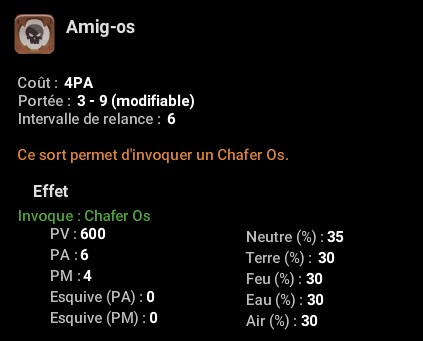 Amig-os
Coût : 4PA
Portée : 3 - 9 (modifiable)
Intervalle de relance : 6
Ce sort permet d'invoquer un Chafer Os.
Effet
Invoque : Chafer Os
PV : 600
PA : 6
PM : 4
Esquive (PA) : 0
Esquive (PM) : 0
Neutre (%) : 35
Terre (%) : 30
Feu (%) : 30
Eau (%) : 30
Air (%) : 30